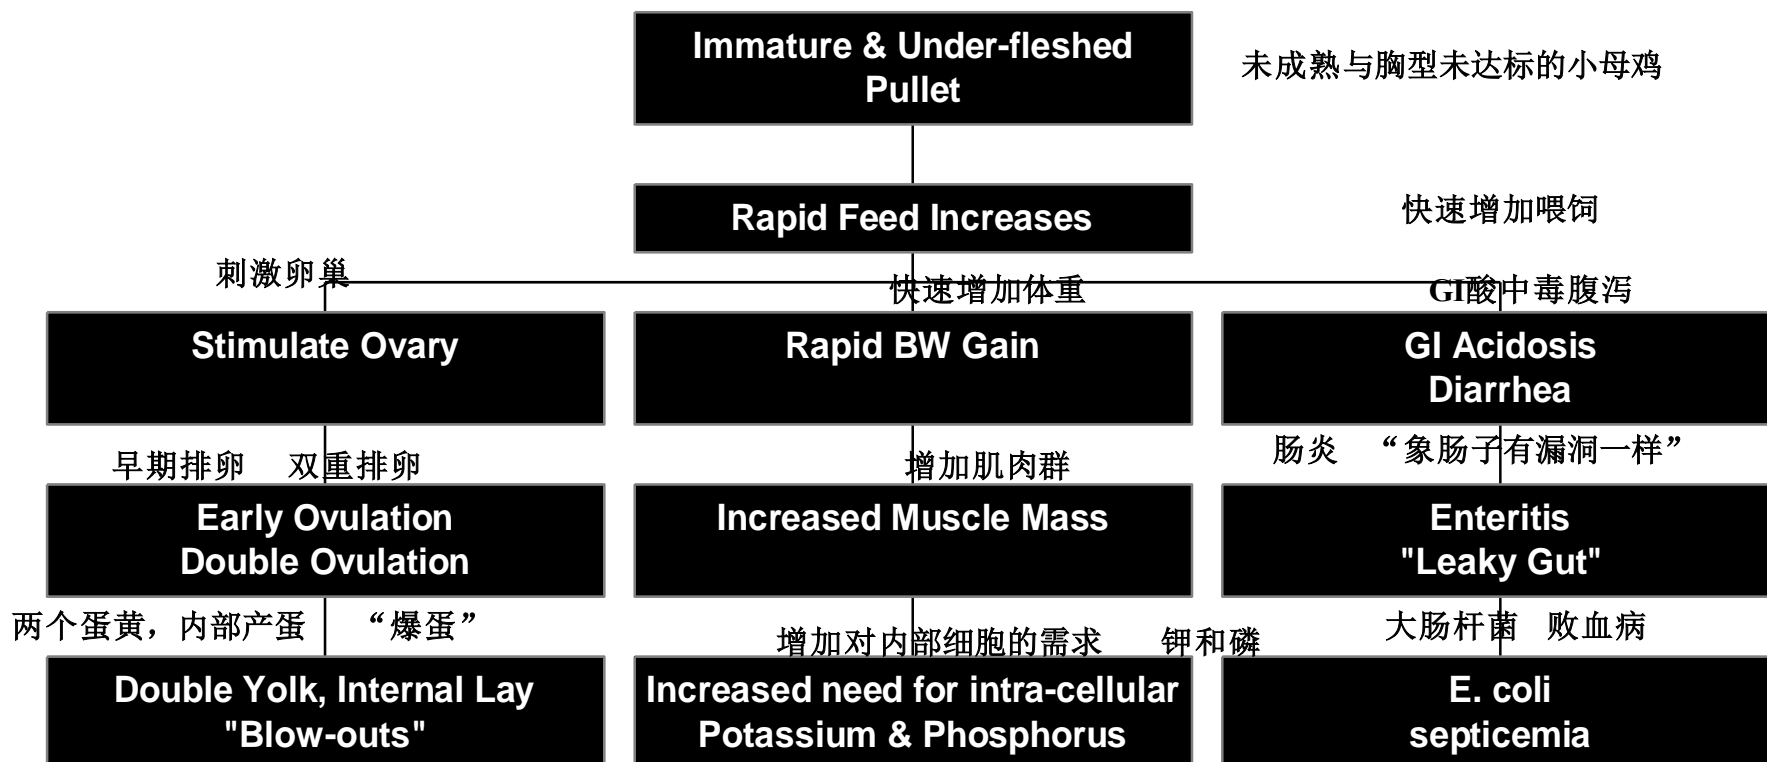 Immature & Under-fleshed
Pullet
未成熟与胸型未达标的小母鸡
Rapid Feed Increases
快速增加喂饲
刺激卵巢
快速增加体重
GI酸中毒腹泻
Stimulate Ovary
Rapid BW Gain
GI Acidosis
Diarrhea
早期排卵 双重排卵
增加肌肉群
肠炎 “象肠子有漏洞一样”
Early Ovulation
Double Ovulation
Increased Muscle Mass
Enteritis
"Leaky Gut"
两个蛋黄，内部产蛋 “爆蛋”
增加对内部细胞的需求 钾和磷
大肠杆菌 败血病
Double Yolk, Internal Lay
"Blow-outs"
Increased need for intra-cellular
Potassium & Phosphorus
E. coli
septicemia